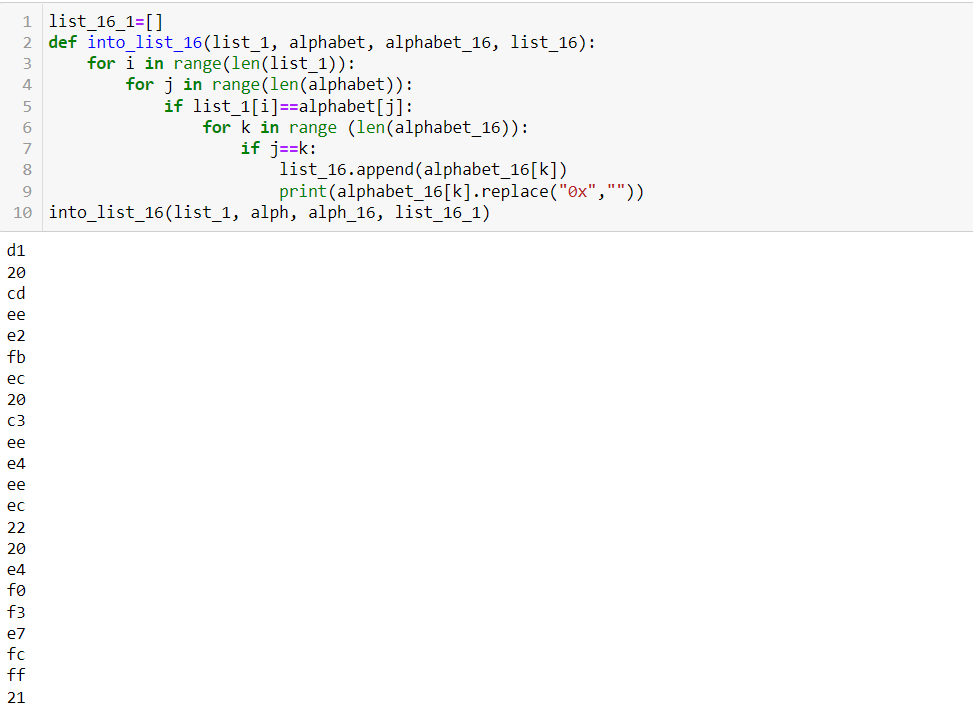 1 list_16_1=[]
2 def into_list_16(list_1, alphabet, alphabet_16, list_16):
3     for i in range(len(list_1)):
4         for j in range(len(alphabet)):
5             if list_1[i]==alphabet[j]:
6                 for k in range (len(alphabet_16)):
7                     if j==k:
8                         list_16.append(alphabet_16[k])
9                         print(alphabet_16[k].replace("0x",""))
10 into_list_16(list_1, alph, alph_16, list_16_1)
d1
20
cd
ee
e2
fb
ec
20
c3
ee
e4
ee
ec
22
20
e4
f0
f3
e7
fc
ff
21